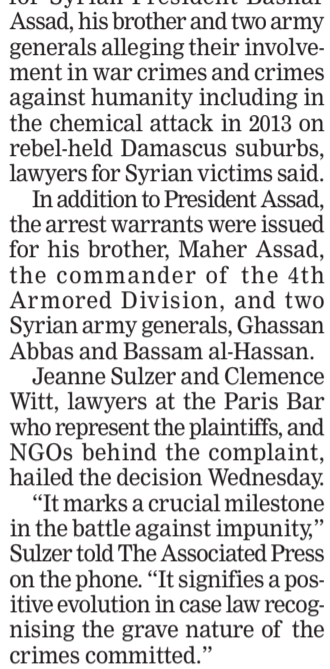 for Syrian President Bashar
Assad, his brother and two army
generals alleging their involve-
ment in war crimes and crimes
against humanity including in
the chemical attack in 2013 on
rebel-held Damascus suburbs,
lawyers for Syrian victims said.
In addition to President Assad,
the arrest warrants were issued
for his brother, Maher Assad,
the commander of the 4th
Armored Division, and two
Syrian army generals, Ghassan
Abbas and Bassam al-Hassan.
Jeanne Sulzer and Clemence
Witt, lawyers at the Paris Bar
who represent the plaintiffs, and
NGOs behind the complaint,
hailed the decision Wednesday.
“It marks a crucial milestone
in the battle against impunity,”
Sulzer told The Associated Press
on the phone. “It signifies a pos-
itive evolution in case law recog-
nising the grave nature of the
crimes committed.”